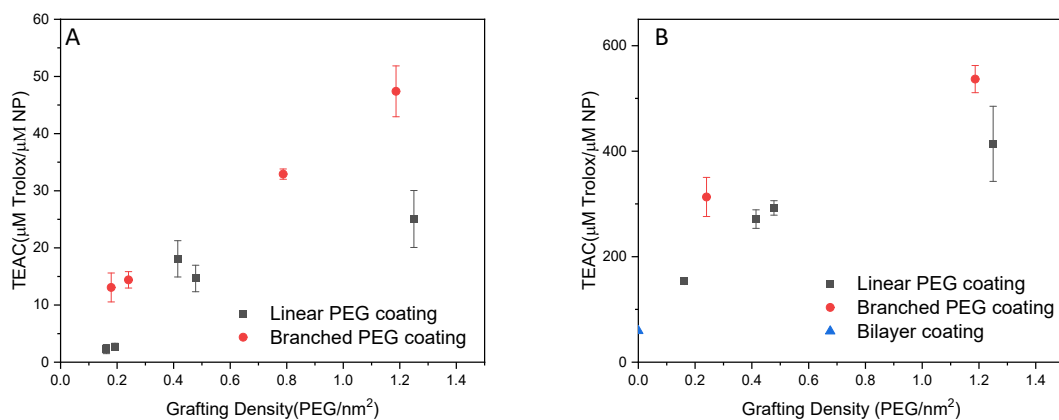 A
TEAC(μM Trolox/μM NP)
60
50
40
30
20
10
0
Linear PEG coating
Branched PEG coating
0.0 0.2 0.4 0.6 0.8 1.0 1.2 1.4
Grafting Density(PEG/nm²)
B
TEAC(μM Trolox/μM NP)
600
400
200
0
Linear PEG coating
Branched PEG coating
Bilayer coating
0.0 0.2 0.4 0.6 0.8 1.0 1.2 1.4
Grafting Density (PEG/nm²)